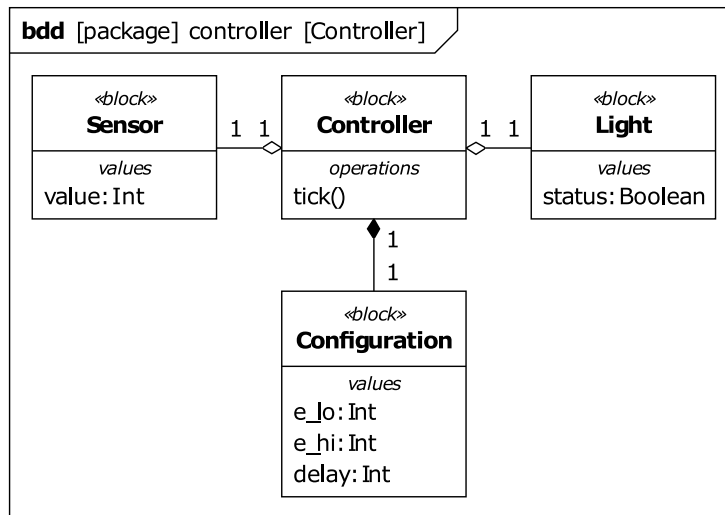 bdd [package] controller [Controller]
«block»
Sensor
values
value: Int
1 1
«block»
Controller
operations
tick()
1 1
«block»
Light
values
status: Boolean
1
1
«block»
Configuration
values
e_lo: Int
e_hi: Int
delay: Int